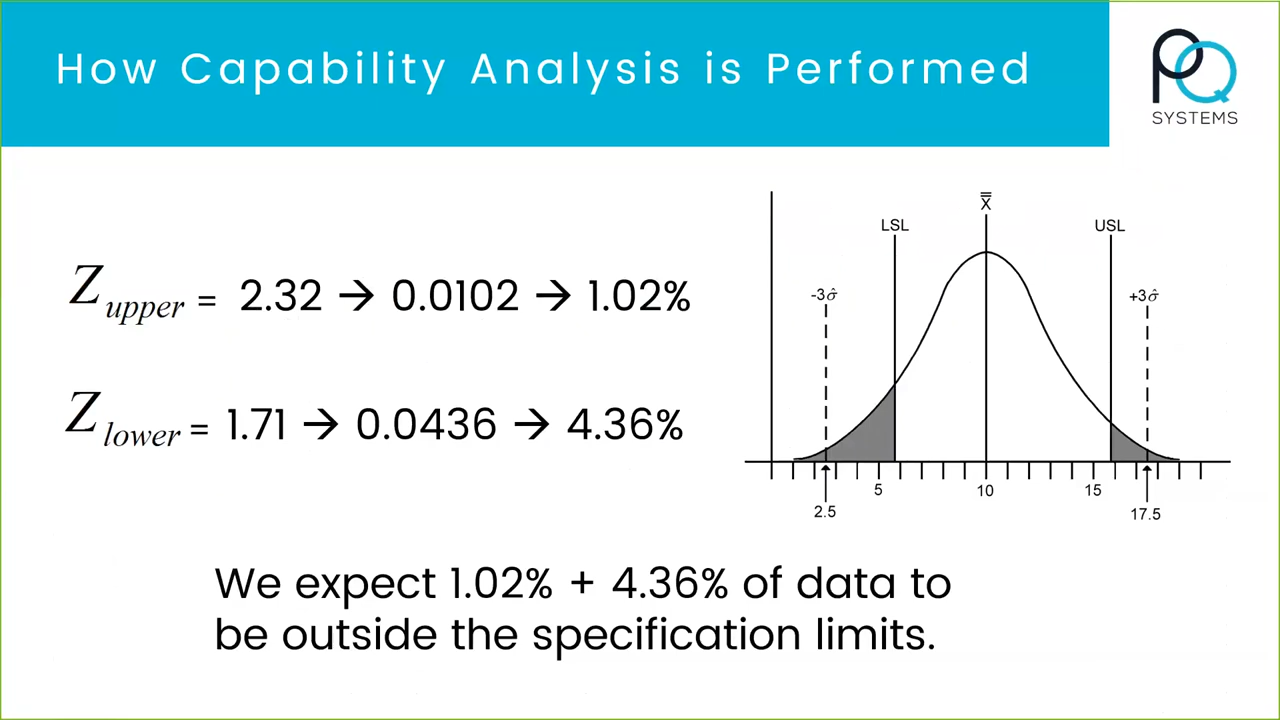 How Capability Analysis is Performed
PQ
SYSTEMS
Z upper = 2.32 → 0.0102 → 1.02%
Z lower = 1.71 → 0.0436 → 4.36%
X̿
LSL
USL
-3σ̂
+3σ̂
5
10
15
2.5
17.5
We expect 1.02% + 4.36% of data to
be outside the specification limits.